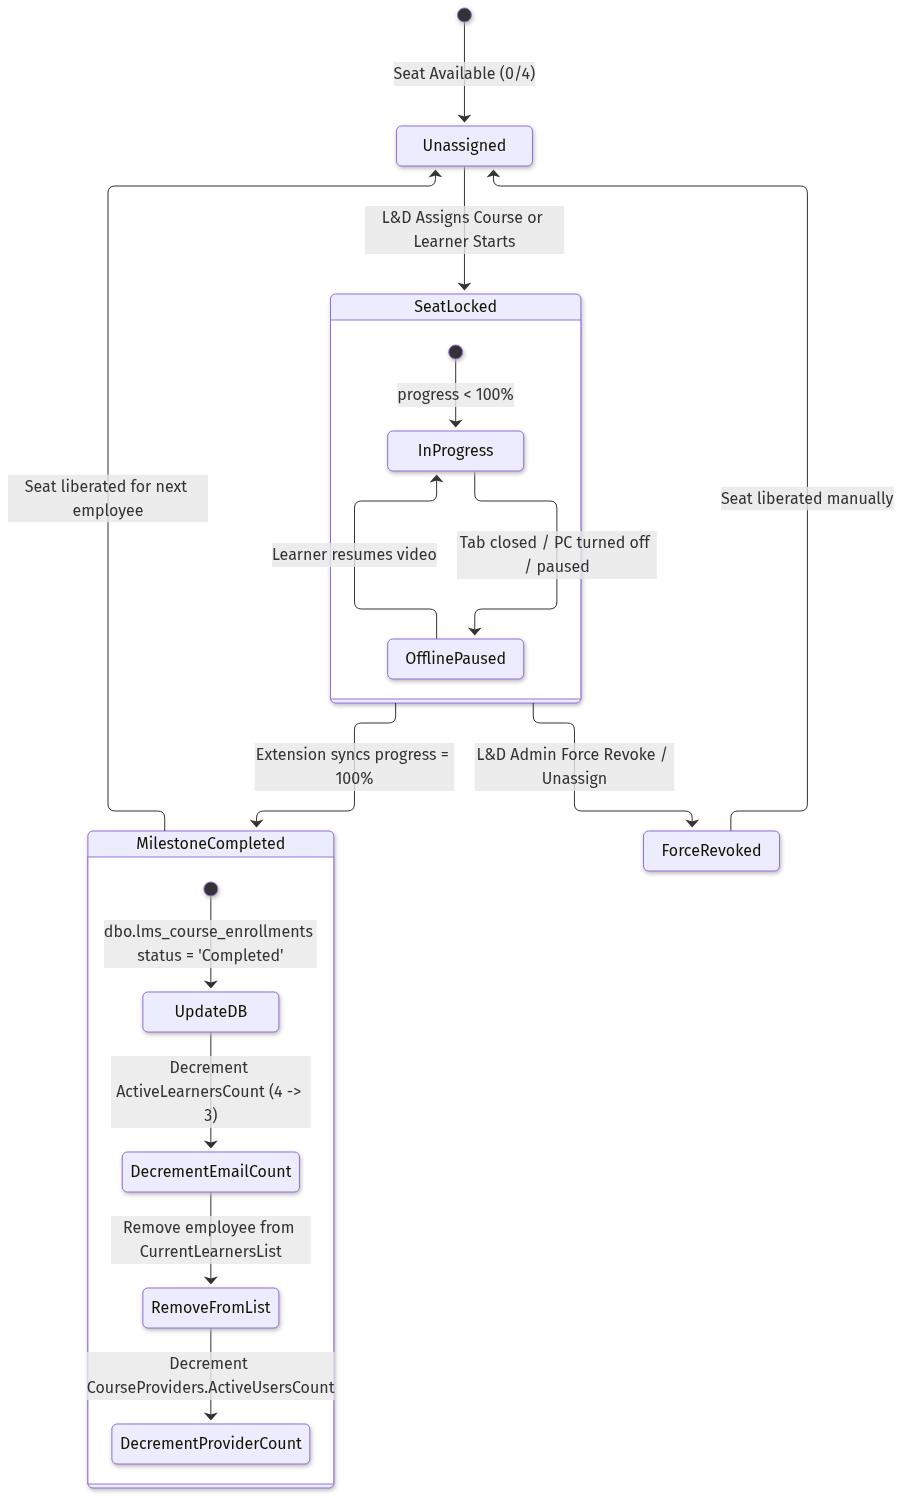 Seat Available (0/4)
Unassigned
L&D Assigns Course or
Learner Starts
SeatLocked
progress < 100%
InProgress
Seat liberated for next
employee
Seat liberated manually
Learner resumes video
Tab closed / PC turned off
/ paused
OfflinePaused
Extension syncs progress =
100%
L&D Admin Force Revoke /
Unassign
MilestoneCompleted
ForceRevoked
dbo.lms_course_enrollments
status = 'Completed'
UpdateDB
Decrement
ActiveLearnersCount (4 ->
3)
DecrementEmailCount
Remove employee from
CurrentLearnersList
RemoveFromList
Decrement
CourseProviders.ActiveUsersCount
DecrementProviderCount